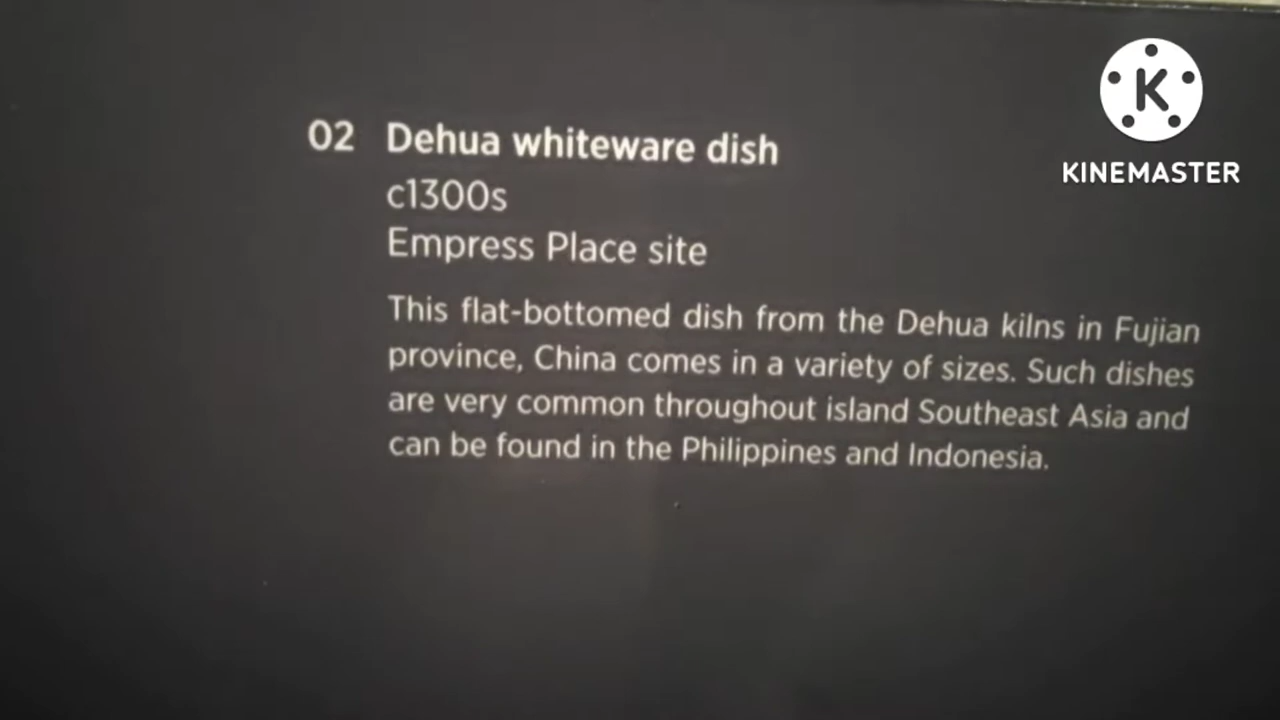 02 Dehua whiteware dish
c1300s
Empress Place site
This flat-bottomed dish from the Dehua kilns in Fujian
province, China comes in a variety of sizes. Such dishes
are very common throughout island Southeast Asia and
can be found in the Philippines and Indonesia.
K
KINEMASTER